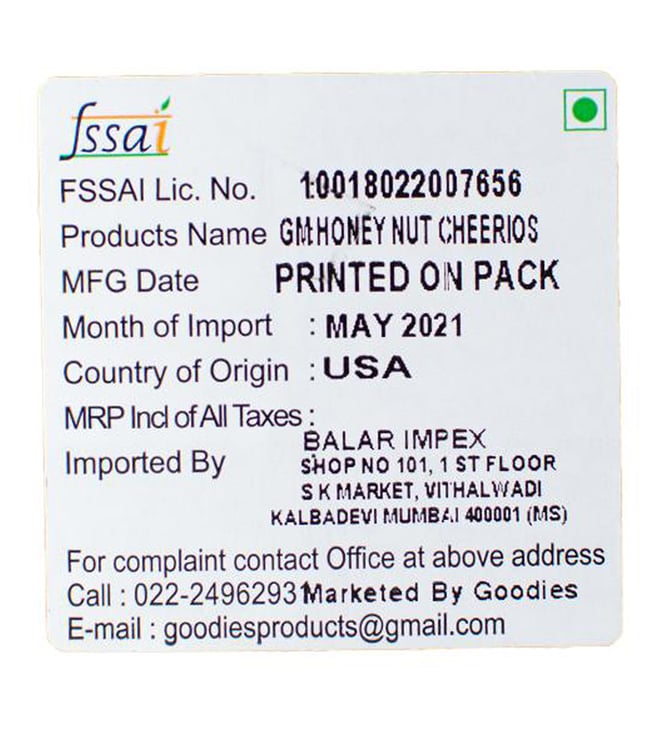 fssai
FSSAI Lic. No. 10018022007656
Products Name GM HONEY NUT CHEERIOS
MFG Date PRINTED ON PACK
Month of Import : MAY 2021
Country of Origin : USA
MRP Incl of All Taxes :
BALAR IMPEX
Imported By SHOP NO 101, 1 ST FLOOR
S K MARKET, VITHALWADI
KALBADEVI MUMBAI 400001 (MS)
For complaint contact Office at above address
Call : 022-24962931 Marketed By Goodies
E-mail : goodiesproducts@gmail.com